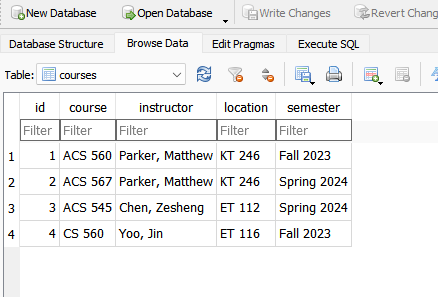 New Database Open Database Write Changes Revert Chang
Database Structure Browse Data Edit Pragmas Execute SQL
Table: courses
id course instructor location semester
Filter Filter Filter Filter Filter
1 1 ACS 560 Parker, Matthew KT 246 Fall 2023
2 2 ACS 567 Parker, Matthew KT 246 Spring 2024
3 3 ACS 545 Chen, Zesheng ET 112 Spring 2024
4 4 CS 560 Yoo, Jin ET 116 Fall 2023